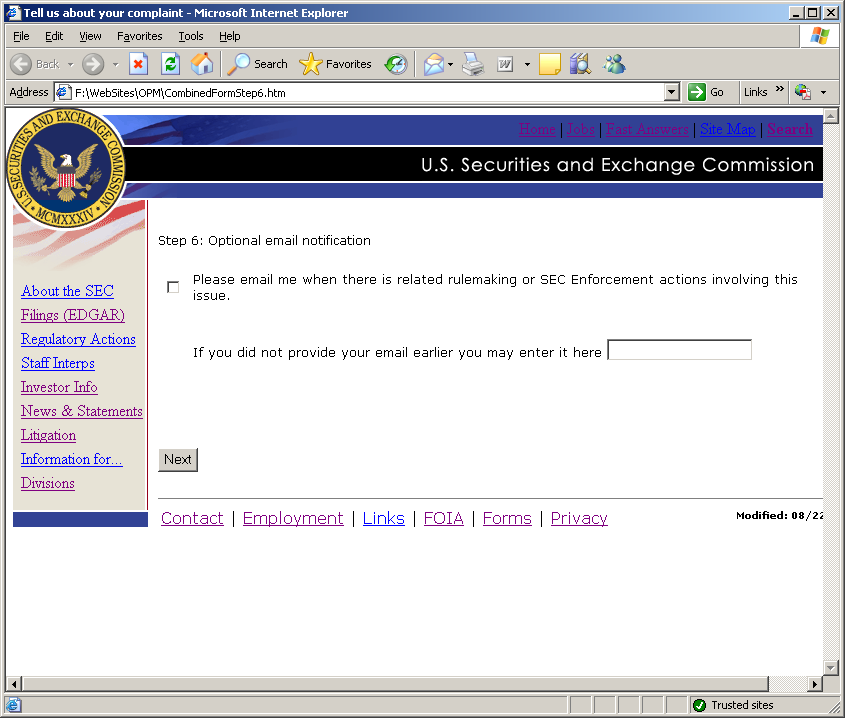 Tell us about your complaint - Microsoft Internet Explorer
File Edit View Favorites Tools Help
Back Search Favorites W
Address F:\WebSites\OPM\CombinedFormStep6.htm Go Links »
Home | Jobs | Fast Answers | Site Map | Search
U.S. Securities and Exchange Commission
U.S. SECURITIES AND EXCHANGE COMMISSION
MCMXXXIV
Step 6: Optional email notification
Please email me when there is related rulemaking or SEC Enforcement actions involving this
issue.
If you did not provide your email earlier you may enter it here
Next
About the SEC
Filings (EDGAR)
Regulatory Actions
Staff Interps
Investor Info
News & Statements
Litigation
Information for...
Divisions
Contact | Employment | Links | FOIA | Forms | Privacy
Modified: 08/22
Trusted sites